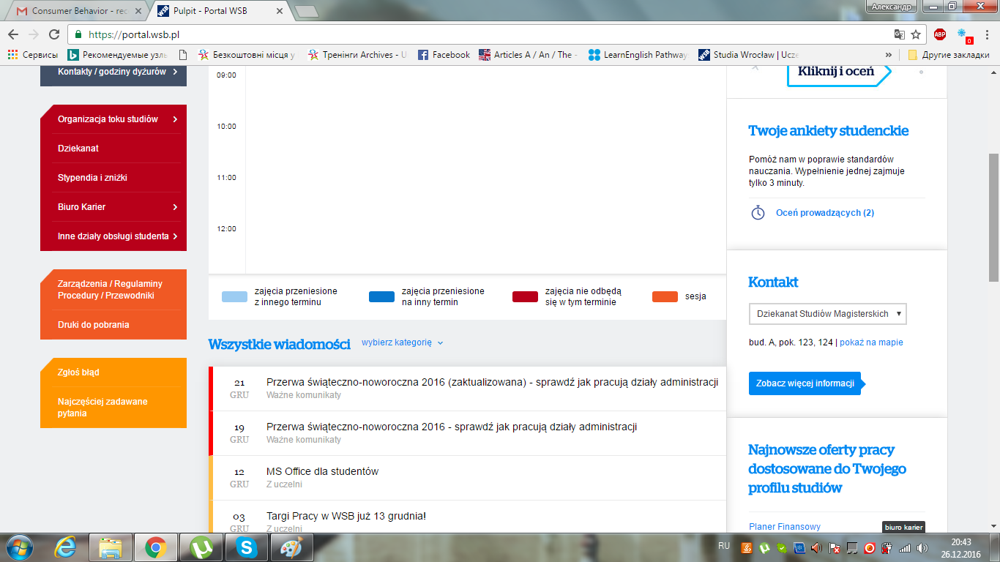 Consumer Behavior - rec
Pulpit - Portal WSB
Александр
https://portal.wsb.pl
ABP
0
Сервисы
Рекомендуемые узлы
Безкоштовні місця у
Тренінги Archives - U
Facebook
Articles A / An / The -
LearnEnglish Pathway
Studia Wrocław | Ucze
»
Другие закладки
Kontakty / godziny dyżurów
Organizacja toku studiów
Dziekanat
Stypendia i zniżki
Biuro Karier
Inne działy obsługi studenta
Zarządzenia / Regulaminy
Procedury / Przewodniki
Druki do pobrania
Zgłoś błąd
Najczęściej zadawane
pytania
09:00
10:00
11:00
12:00
zajęcia przeniesione
z innego terminu
zajęcia przeniesione
na inny termin
zajęcia nie odbędą
się w tym terminie
sesja
Wszystkie wiadomości
wybierz kategorię
21
GRU
Przerwa świąteczno-noworoczna 2016 (zaktualizowana) - sprawdź jak pracują działy administracji
Ważne komunikaty
19
GRU
Przerwa świąteczno-noworoczna 2016 - sprawdź jak pracują działy administracji
Ważne komunikaty
12
GRU
MS Office dla studentów
Z uczelni
03
GRU
Targi Pracy w WSB już 13 grudnia!
Z uczelni
Kliknij i oceń
Twoje ankiety studenckie
Pomóż nam w poprawie standardów
nauczania. Wypełnienie jednej zajmuje
tylko 3 minuty.
Oceń prowadzących (2)
Kontakt
Dziekanat Studiów Magisterskich
bud. A, pok. 123, 124 | pokaż na mapie
Zobacz więcej informacji
Najnowsze oferty pracy
dostosowane do Twojego
profilu studiów
Planer Finansowy
biuro karier
RU
20:43
26.12.2016